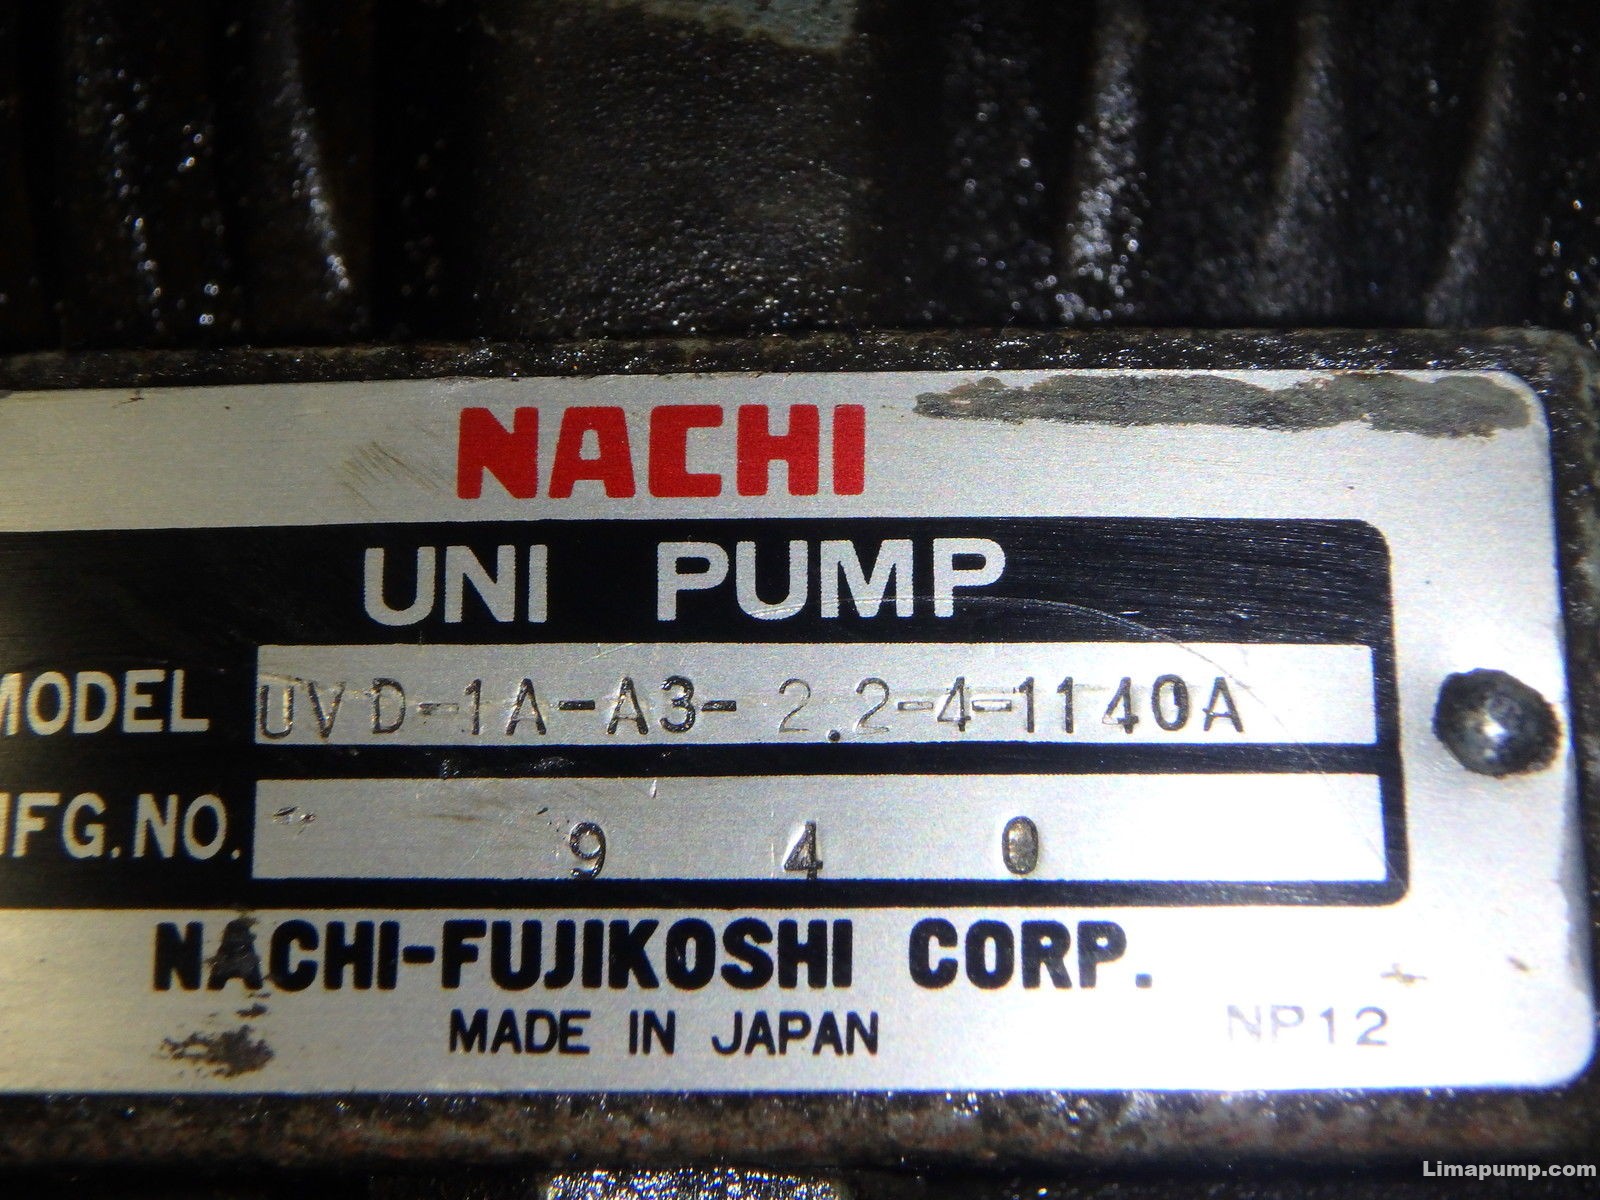 NACHI
UNI PUMP
MODEL UVD-1A-A3-2.2-4-1140A
MFG.NO. 9 4 0
NACHI-FUJIKOSHI CORP.
MADE IN JAPAN NP12
Limapump.com